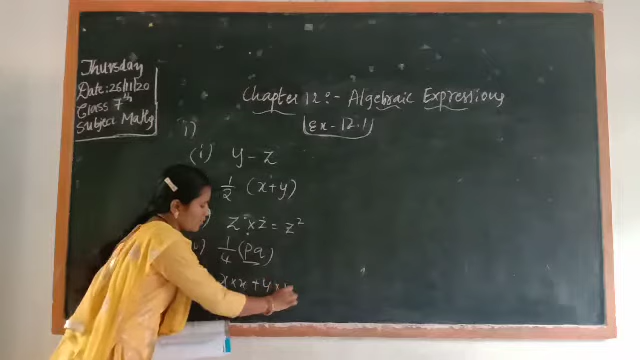 Thursday
Date:26/11/20
Class 7th
Subject Maths
Chapter 12:- Algebraic Expressions
Ex-12.1
1)
(i) y - z
1/2 (x+y)
z × z = z²
1/4 (pq)
x × x + y ×